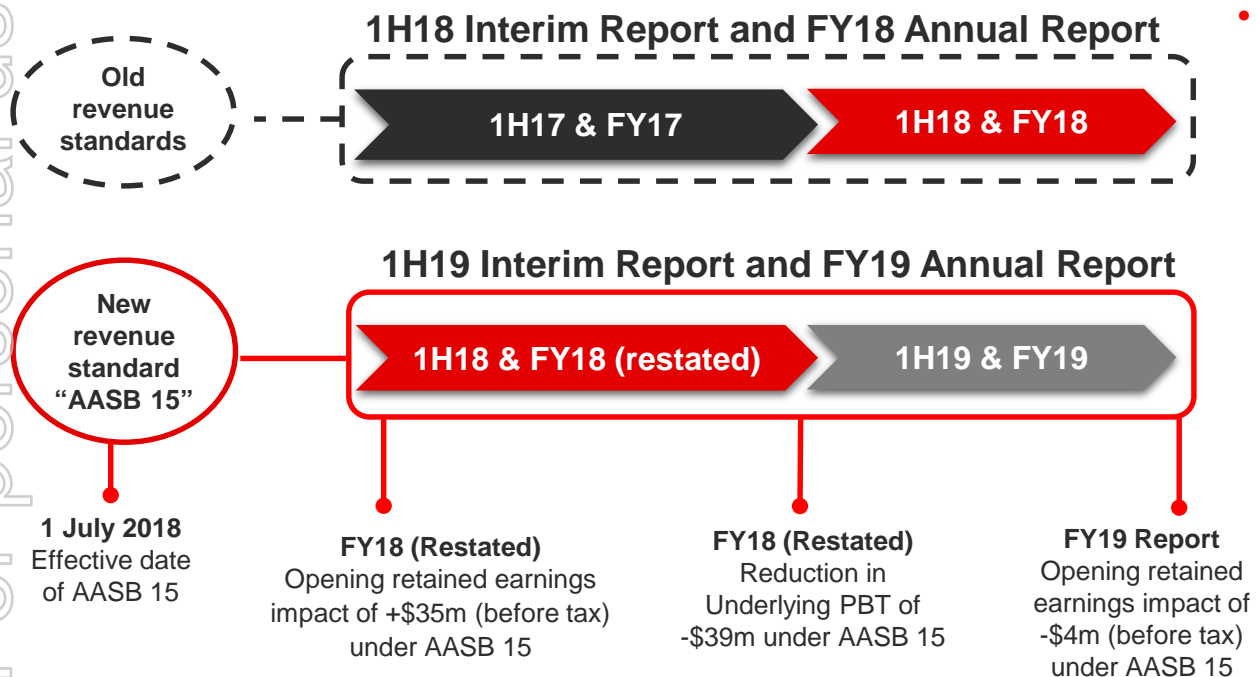 1H18 Interim Report and FY18 Annual Report
Old
revenue
standards
1H17 & FY17
1H18 & FY18
1H19 Interim Report and FY19 Annual Report
New
revenue
standard
“AASB 15”
1H18 & FY18 (restated)
1H19 & FY19
1 July 2018
Effective date
of AASB 15
FY18 (Restated)
Opening retained earnings
impact of +$35m (before tax)
under AASB 15
FY18 (Restated)
Reduction in
Underlying PBT of
-$39m under AASB 15
FY19 Report
Opening retained
earnings impact of
-$4m (before tax)
under AASB 15